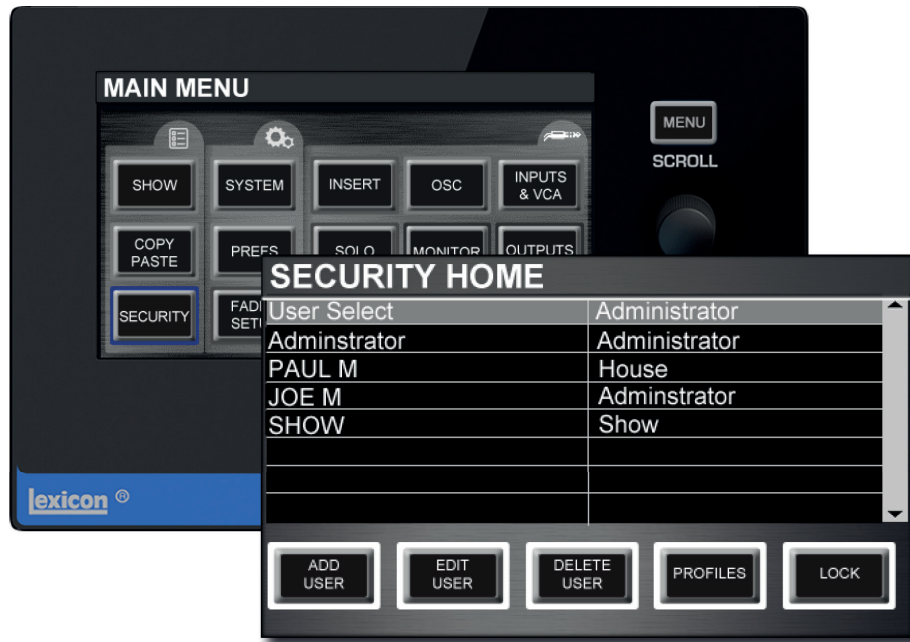 MAIN MENU
MENU
SCROLL
SHOW
SYSTEM
INSERT
OSC
INPUTS
& VCA
COPY
PASTE
PREFS
SOLO
MONITOR
OUTPUTS
SECURITY
SECURITY HOME
User Select Administrator
Adminstrator Administrator
PAUL M House
JOE M Adminstrator
SHOW Show
lexicon ®
ADD
USER
EDIT
USER
DELETE
USER
PROFILES
LOCK